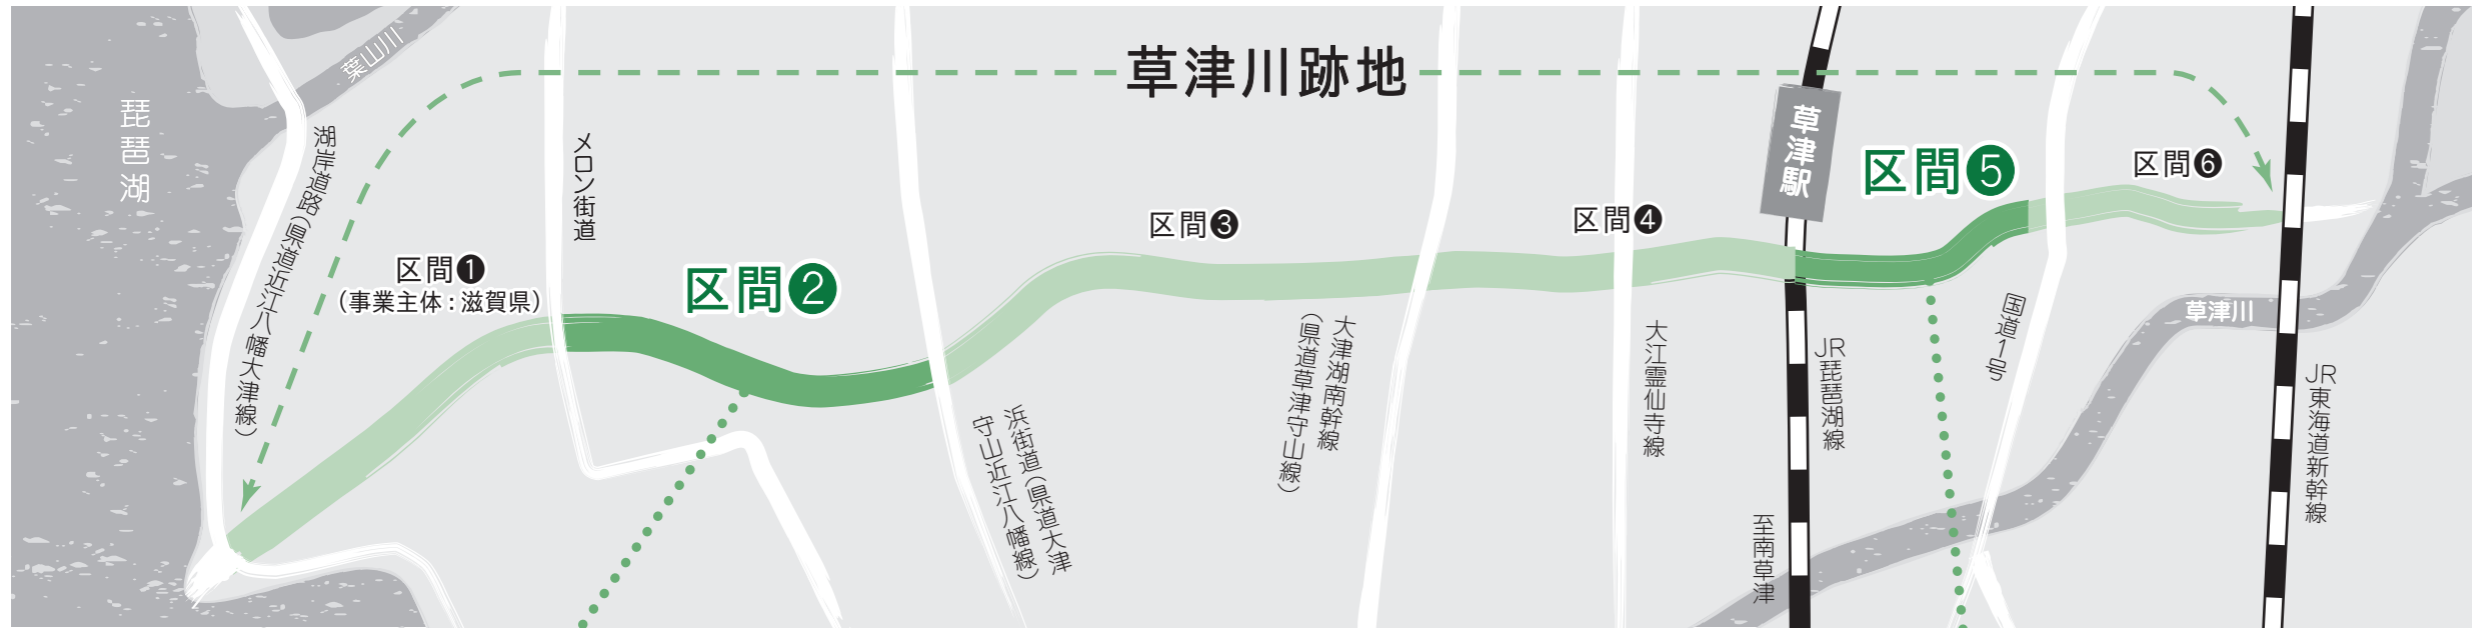 草津川跡地
琵琶湖
葉山川
湖岸道路(県道近江八幡大津線)
区間❶
(事業主体:滋賀県)
メロン街道
区間❷
浜街道(県道大津
守山近江八幡線)
区間❸
大津湖南幹線
(県道草津守山線)
区間❹
大江霊仙寺線
草津駅
JR琵琶湖線
至南草津
区間❺
国道1号
区間❻
草津川
JR東海道新幹線